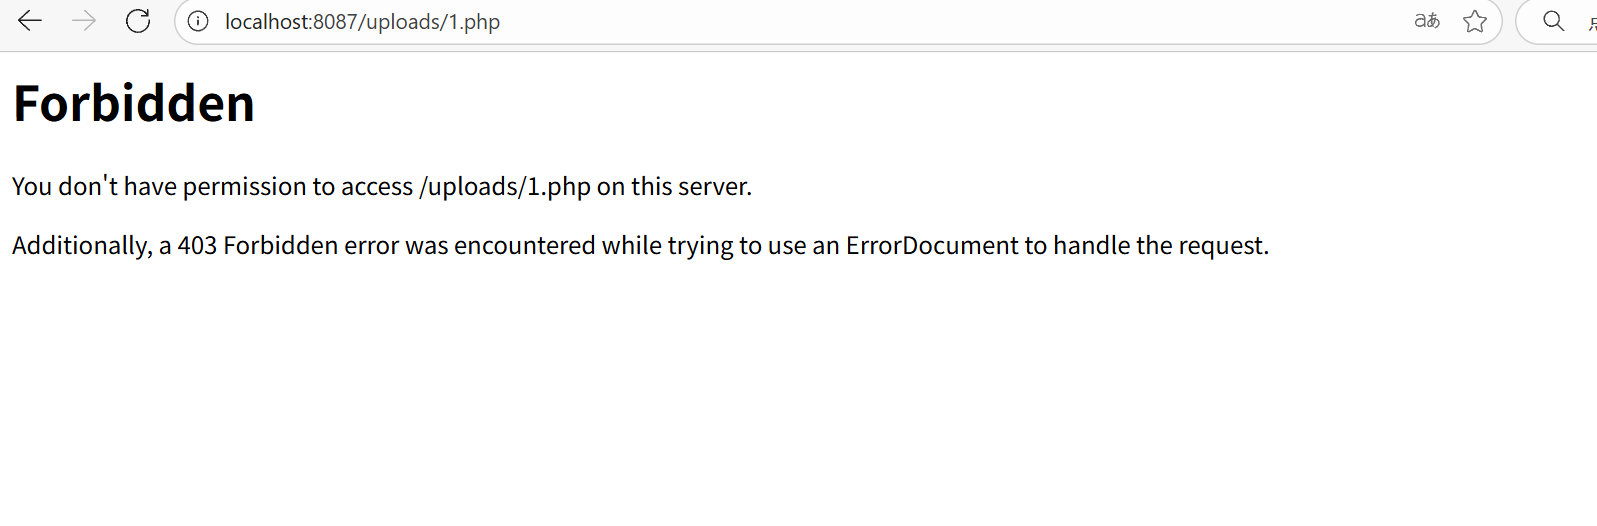 localhost:8087/uploads/1.php
aあ
Forbidden
You don't have permission to access /uploads/1.php on this server.
Additionally, a 403 Forbidden error was encountered while trying to use an ErrorDocument to handle the request.